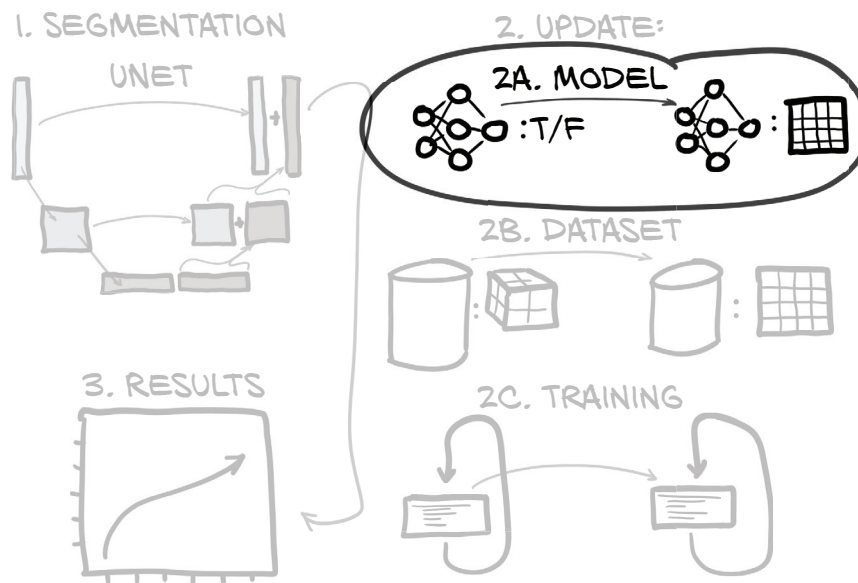 1. SEGMENTATION
UNET
2. UPDATE:
2A. MODEL
:T/F
:
2B. DATASET
:
:
3. RESULTS
2C. TRAINING